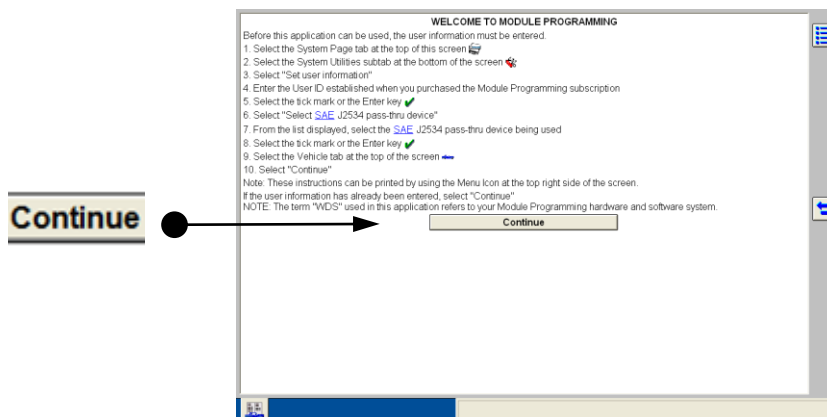 WELCOME TO MODULE PROGRAMMING
Before this application can be used, the user information must be entered.
1. Select the System Page tab at the top of this screen
2. Select the System Utilities subtab at the bottom of the screen
3. Select "Set user information"
4. Enter the User ID established when you purchased the Module Programming subscription
5. Select the tick mark or the Enter key
6. Select "Select SAE J2534 pass-thru device"
7. From the list displayed, select the SAE J2534 pass-thru device being used
8. Select the tick mark or the Enter key
9. Select the Vehicle tab at the top of the screen
10. Select "Continue"
Note: These instructions can be printed by using the Menu Icon at the top right side of the screen.
If the user information has already been entered, select "Continue"
NOTE: The term "WDS" used in this application refers to your Module Programming hardware and software system.
Continue
Continue